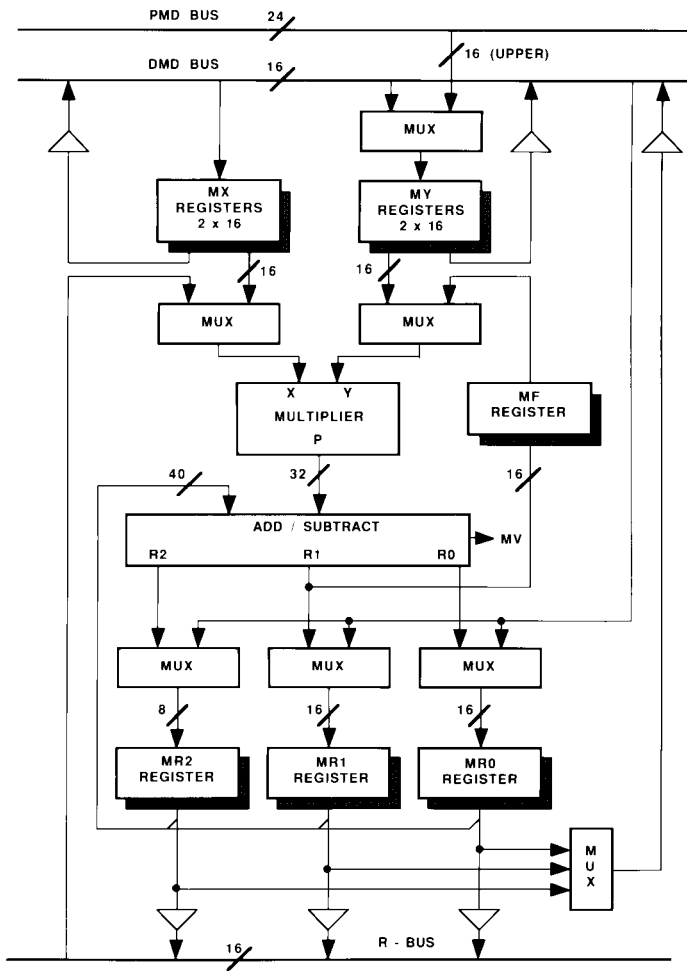 PMD BUS 24
16 (UPPER)
DMD BUS 16
MUX
MX
REGISTERS
2 x 16
MY
REGISTERS
2 x 16
16
16
MUX
MUX
X Y
MULTIPLIER
P
MF
REGISTER
40
32
16
ADD / SUBTRACT
R2 R1 R0
MV
MUX
MUX
MUX
8
16
16
MR2
REGISTER
MR1
REGISTER
MR0
REGISTER
M
U
X
R - BUS
16